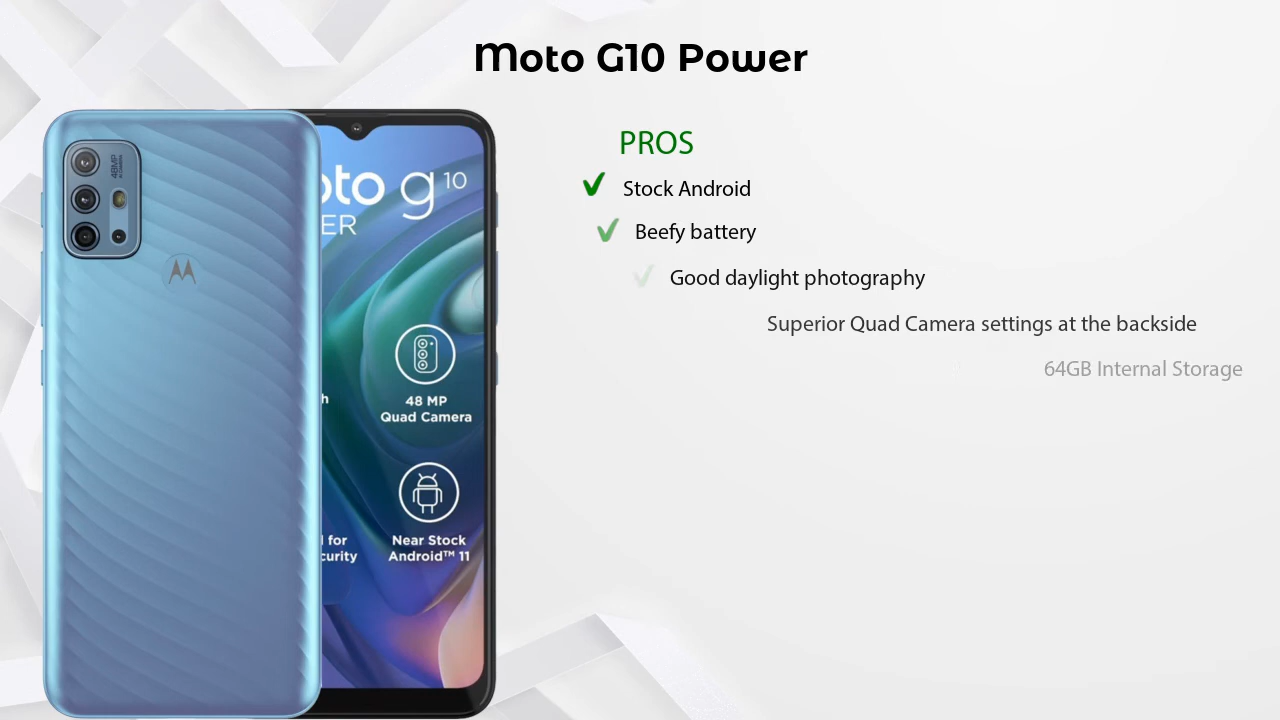 Moto G10 Power
PROS
Stock Android
Beefy battery
Good daylight photography
Superior Quad Camera settings at the backside
64GB Internal Storage
48MP
oto g10
ER
h
48 MP
Quad Camera
l for
curity
Near Stock
Android™ 11